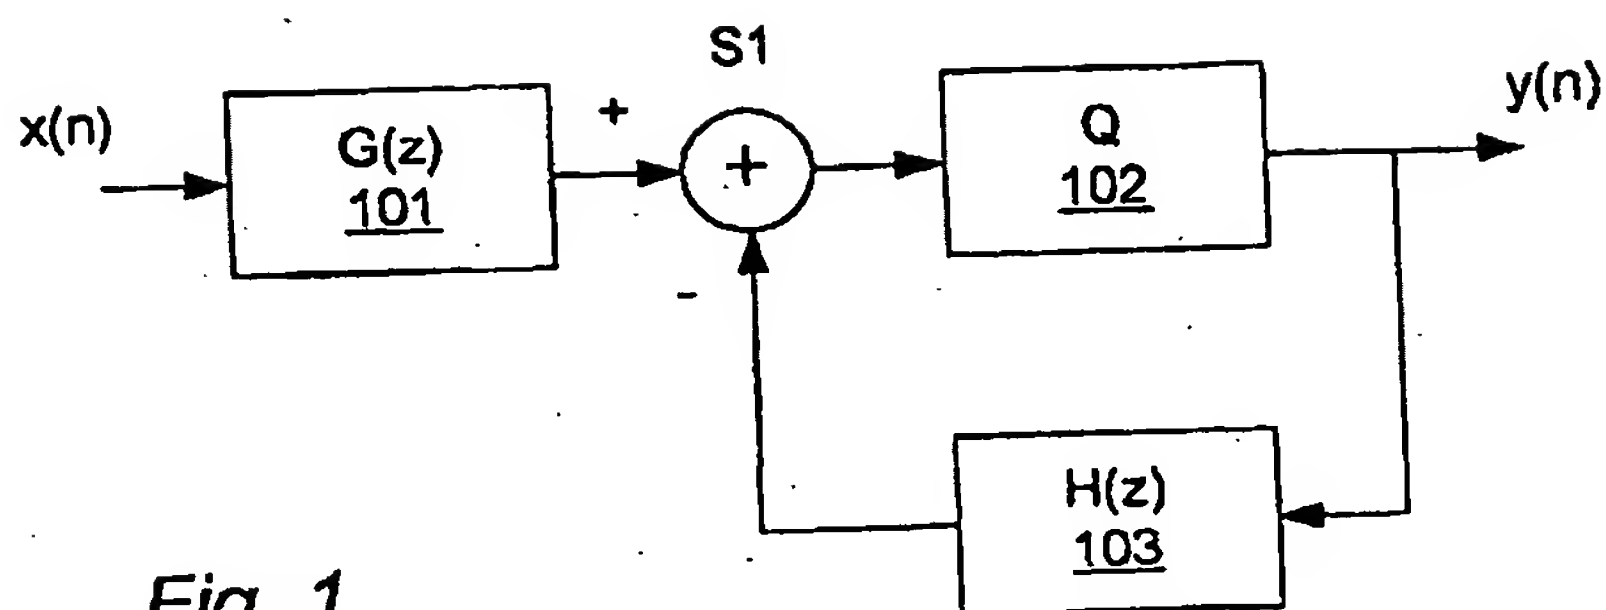 S1
x(n)
G(z)
101
+
+
Q
102
y(n)
-
H(z)
103
Fig. 1